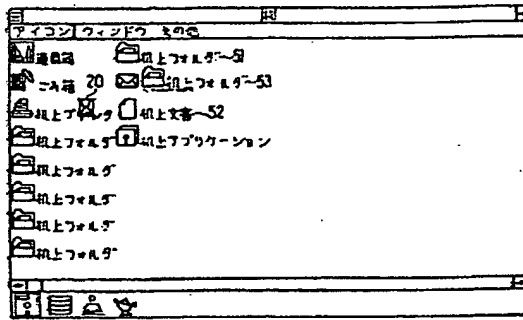 机
アイコン ウィンドウ その他
道具箱 机上フォルダ~51
ごみ箱 20 机上フォルダ~53
机上プリンタ 机上文書~52
机上フォルダ 机上アプリケーション
机上フォルダ
机上フォルダ
机上フォルダ
机上フォルダ